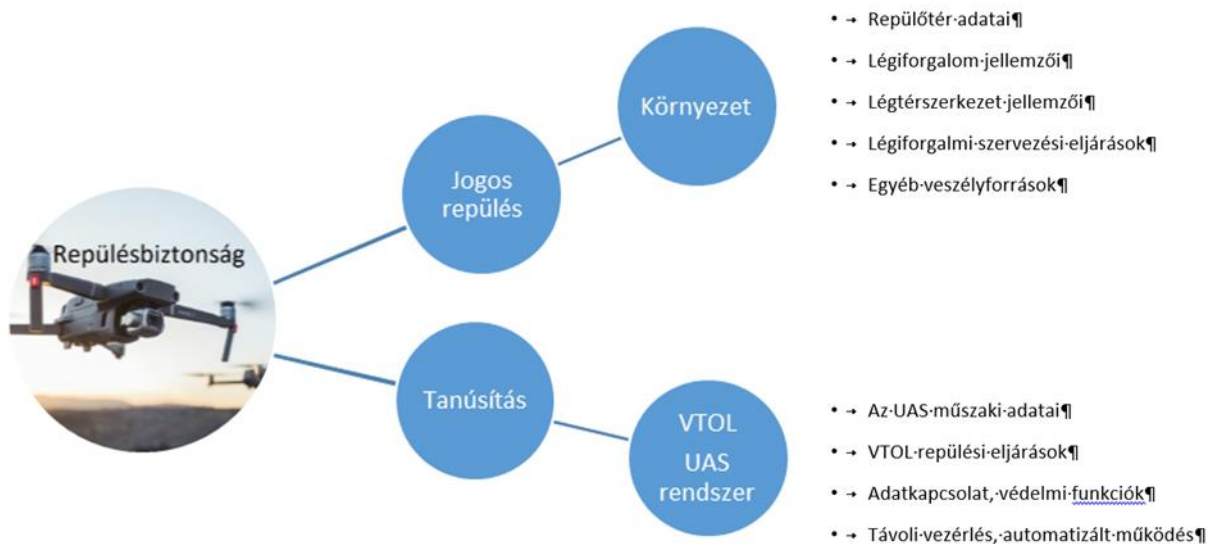 Repülésbiztonság
Jogos
repülés
Környezet
• → Repülőtér·adatai¶
• → Légiforgalom·jellemzői¶
• → Légtérszerkezet·jellemzői¶
• → Légiforgalmi·szervezési·eljárások¶
• → Egyéb·veszélyforrások¶
Tanúsítás
VTOL
UAS
rendszer
• → Az·UAS·műszaki·adatai¶
• → VTOL·repülési·eljárások¶
• → Adatkapcsolat,·védelmi·funkciók¶
• → Távoli·vezérlés,·automatizált·működés¶